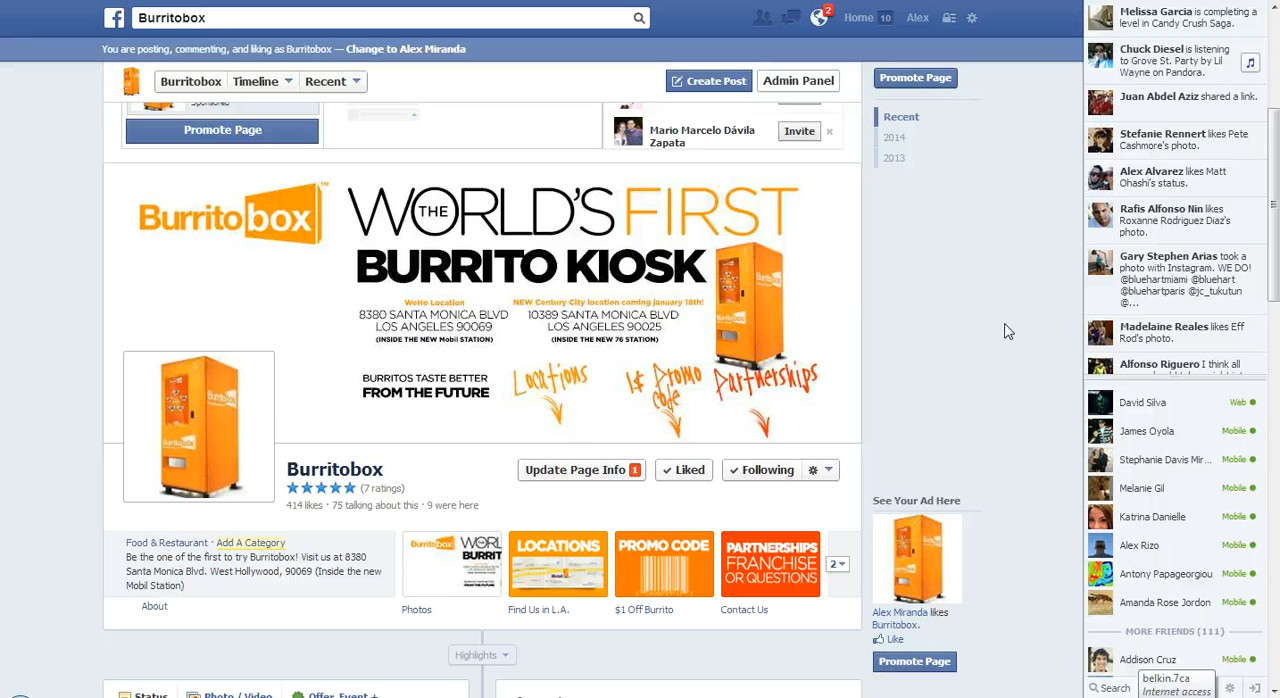 Burritobox
2
Home 10 Alex
You are posting, commenting, and liking as Burritobox — Change to Alex Miranda
Burritobox Timeline Recent
Create Post
Admin Panel
Promote Page
Sponsored
Promote Page
Mario Marcelo Dávila
Zapata
Invite
Recent
2014
2013
Burritobox™
THE WORLD'S FIRST
BURRITO KIOSK
WeHo Location
8380 SANTA MONICA BLVD
LOS ANGELES 90069
(INSIDE THE NEW Mobil STATION)
NEW Century City location coming january 18th!
10389 SANTA MONICA BLVD
LOS ANGELES 90025
(INSIDE THE NEW 76 STATION)
BURRITOS TASTE BETTER
FROM THE FUTURE
Locations
1$ Promo
code
Partnerships
Burritobox
Update Page Info 1
Liked
Following
(7 ratings)
414 likes · 75 talking about this · 9 were here
Food & Restaurant · Add A Category
Be the one of the first to try Burritobox! Visit us at 8380
Santa Monica Blvd. West Hollywood, 90069 (Inside the new
Mobil Station)
About
Photos
LOCATIONS
Find Us in L.A.
PROMO CODE
$1 Off Burrito
PARTNERSHIPS
FRANCHISE
OR QUESTIONS
Contact Us
2
Highlights
Status
Photo / Video
Offer, Event +
See Your Ad Here
Alex Miranda likes
Burritobox.
Like
Promote Page
Melissa Garcia is completing a
level in Candy Crush Saga.
Chuck Diesel is listening
to Grove St. Party by Lil
Wayne on Pandora.
Juan Abdel Aziz shared a link.
Stefanie Rennert likes Pete
Cashmore's photo.
Alex Alvarez likes Matt
Ohashi's status.
Rafis Alfonso Nin likes
Roxanne Rodriguez Diaz's
photo.
Gary Stephen Arias took a
photo with Instagram. WE DO!
@bluehartmiami @bluehart
@bluehartparis @jc_tukutun
@...
Madelaine Reales likes Eff
Rod's photo.
Alfonso Riguero I think all
David Silva Web
James Oyola Mobile
Stephanie Davis Mir... Mobile
Melanie Gil Mobile
Katrina Danielle Mobile
Alex Rizo Mobile
Antony Papageorgiou Mobile
Amanda Rose Jordon Mobile
MORE FRIENDS (111)
Addison Cruz Mobile
Search
belkin.7ca
Internet access